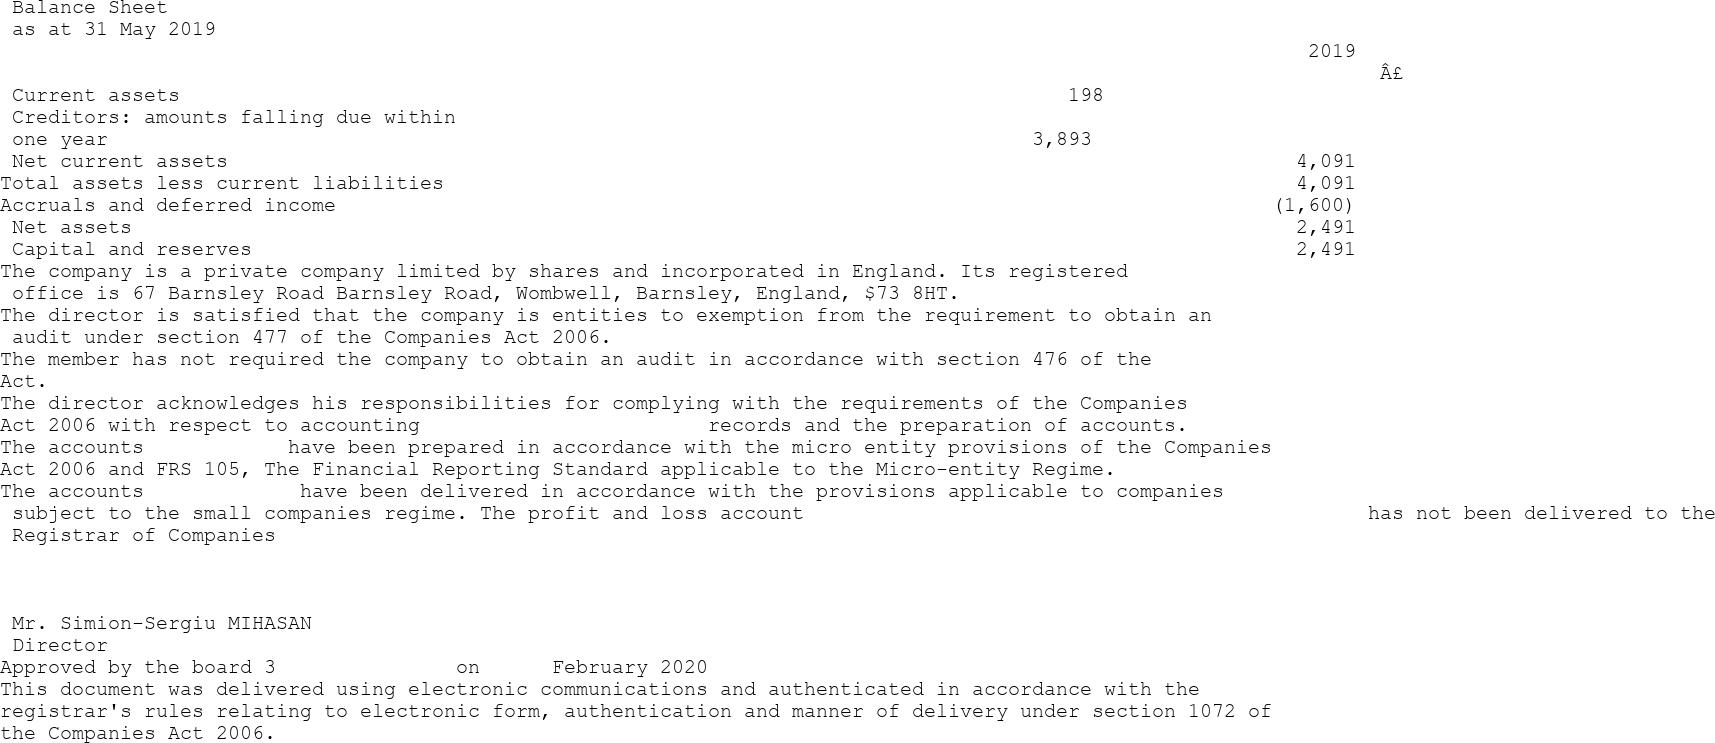 Balance Sheet
as at 31 May 2019
2019
Â£
Current assets 198
Creditors: amounts falling due within
one year 3,893
Net current assets 4,091
Total assets less current liabilities 4,091
Accruals and deferred income (1,600)
Net assets 2,491
Capital and reserves 2,491
The company is a private company limited by shares and incorporated in England. Its registered
office is 67 Barnsley Road Barnsley Road, Wombwell, Barnsley, England, $73 8HT.
The director is satisfied that the company is entities to exemption from the requirement to obtain an
audit under section 477 of the Companies Act 2006.
The member has not required the company to obtain an audit in accordance with section 476 of the
Act.
The director acknowledges his responsibilities for complying with the requirements of the Companies
Act 2006 with respect to accounting records and the preparation of accounts.
The accounts have been prepared in accordance with the micro entity provisions of the Companies
Act 2006 and FRS 105, The Financial Reporting Standard applicable to the Micro-entity Regime.
The accounts have been delivered in accordance with the provisions applicable to companies
subject to the small companies regime. The profit and loss account has not been delivered to the
Registrar of Companies
Mr. Simion-Sergiu MIHASAN
Director
Approved by the board 3 on February 2020
This document was delivered using electronic communications and authenticated in accordance with the
registrar's rules relating to electronic form, authentication and manner of delivery under section 1072 of
the Companies Act 2006.